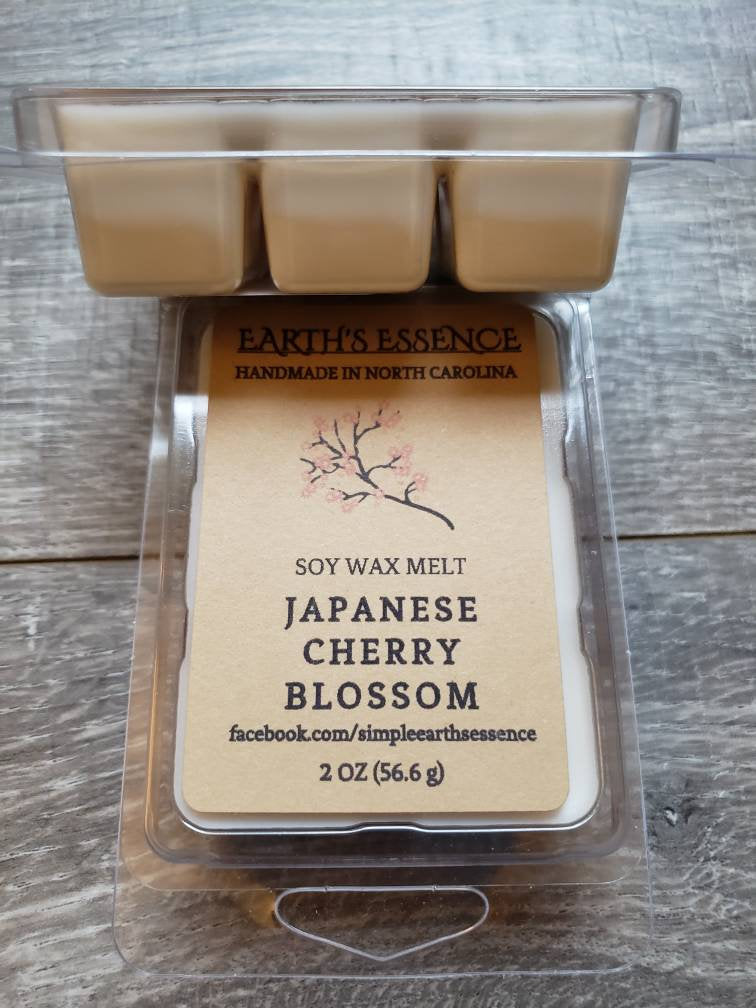 EARTH'S ESSENCE
HANDMADE IN NORTH CAROLINA
SOY WAX MELT
JAPANESE
CHERRY
BLOSSOM
facebook.com/simpleearthsessence
2 OZ (56.6 g)